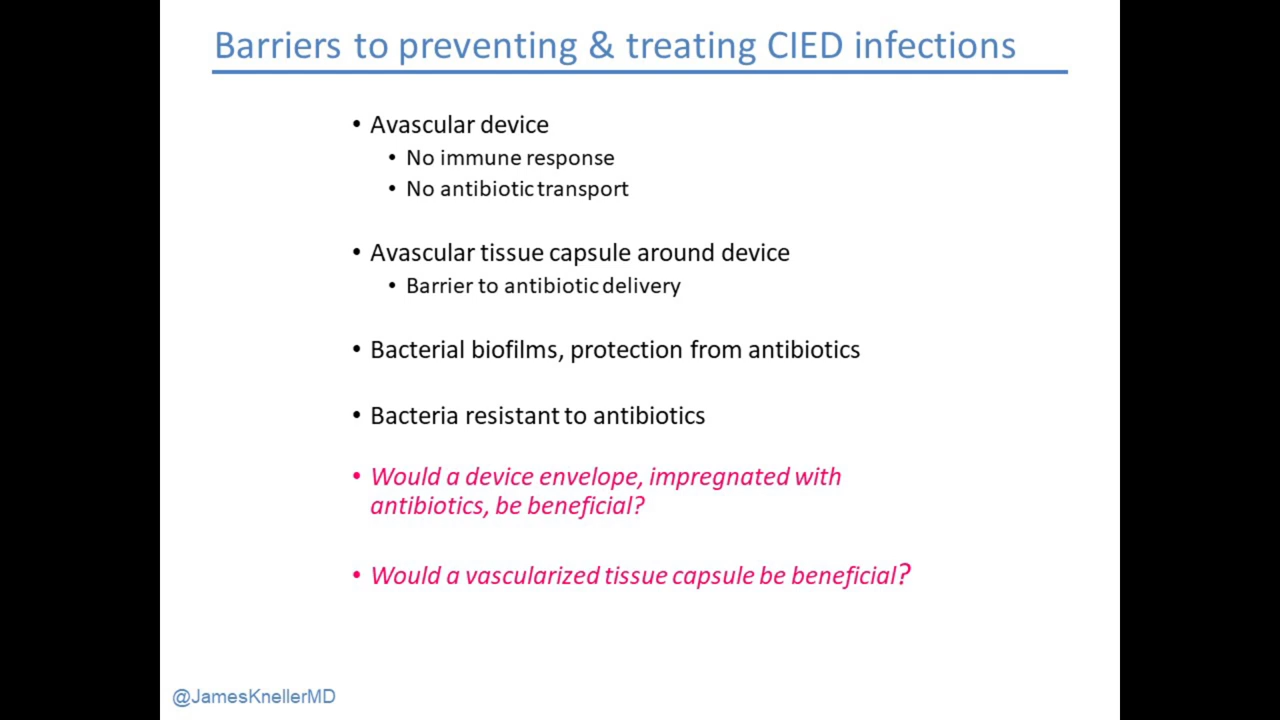 Barriers to preventing & treating CIED infections
• Avascular device
• No immune response
• No antibiotic transport
• Avascular tissue capsule around device
• Barrier to antibiotic delivery
• Bacterial biofilms, protection from antibiotics
• Bacteria resistant to antibiotics
• Would a device envelope, impregnated with
antibiotics, be beneficial?
• Would a vascularized tissue capsule be beneficial?
@JamesKnellerMD